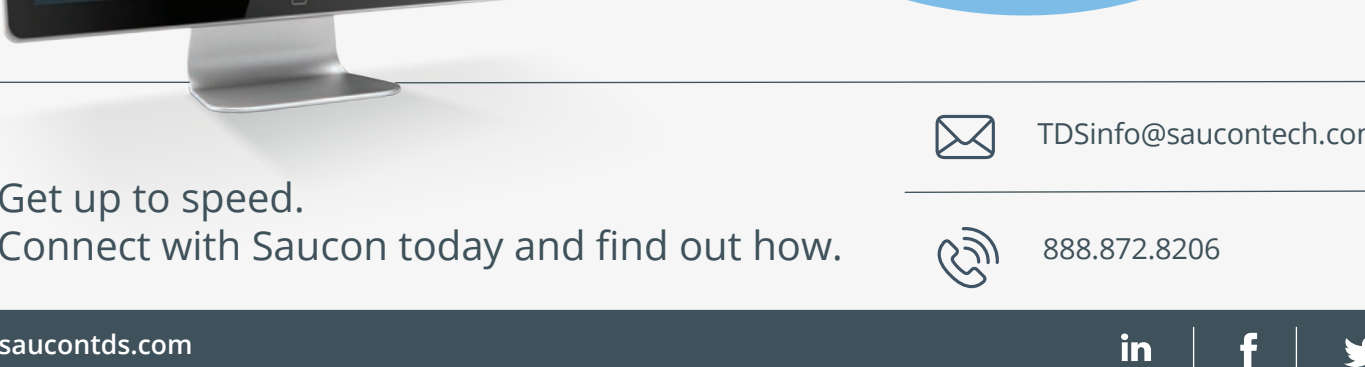 Get up to speed.
Connect with Saucon today and find out how.
TDSinfo@saucontech.com
888.872.8206
saucontds.com
in
f